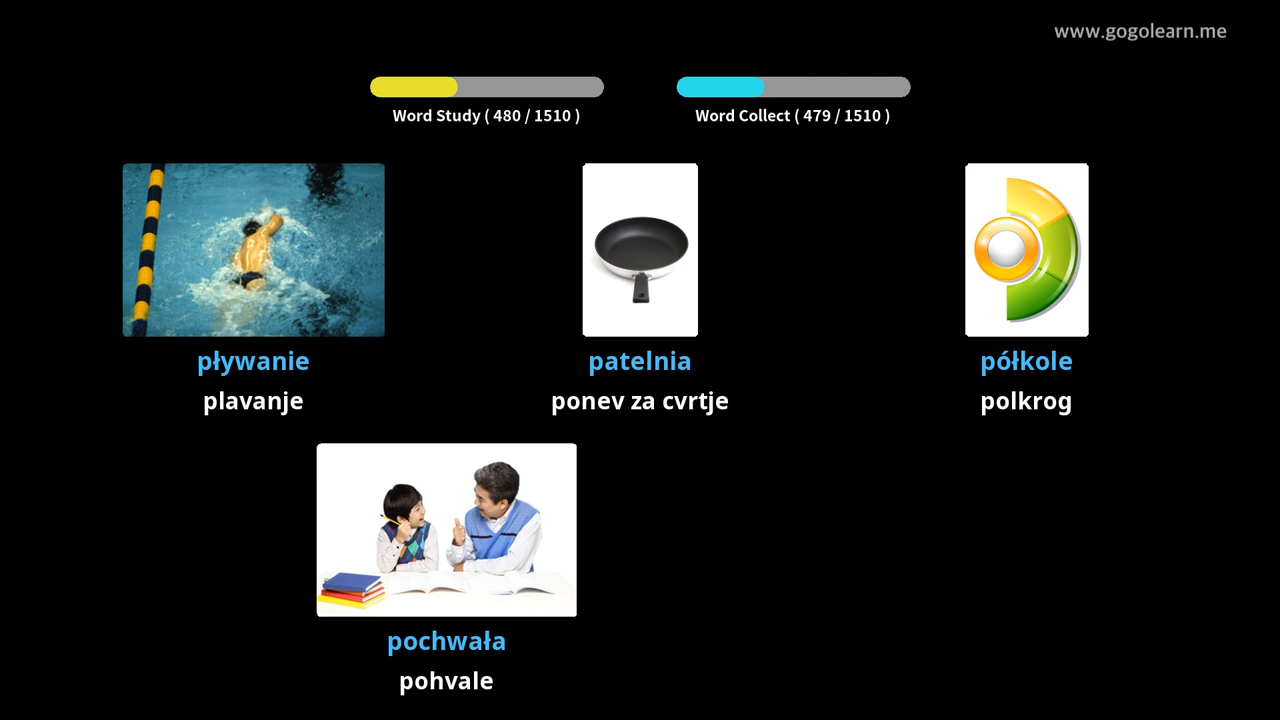 www.gogolearn.me
Word Study ( 480 / 1510 )
Word Collect ( 479 / 1510 )
pływanie
plavanje
patelnia
ponev za cvrtje
półkole
polkrog
pochwała
pohvale